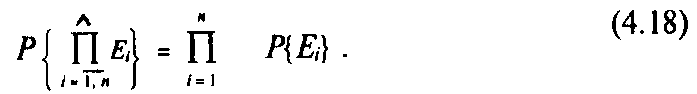 P{ ∏^ E_i } = ∏ P{E_i} . (4.18)
i = 1, n n i = 1